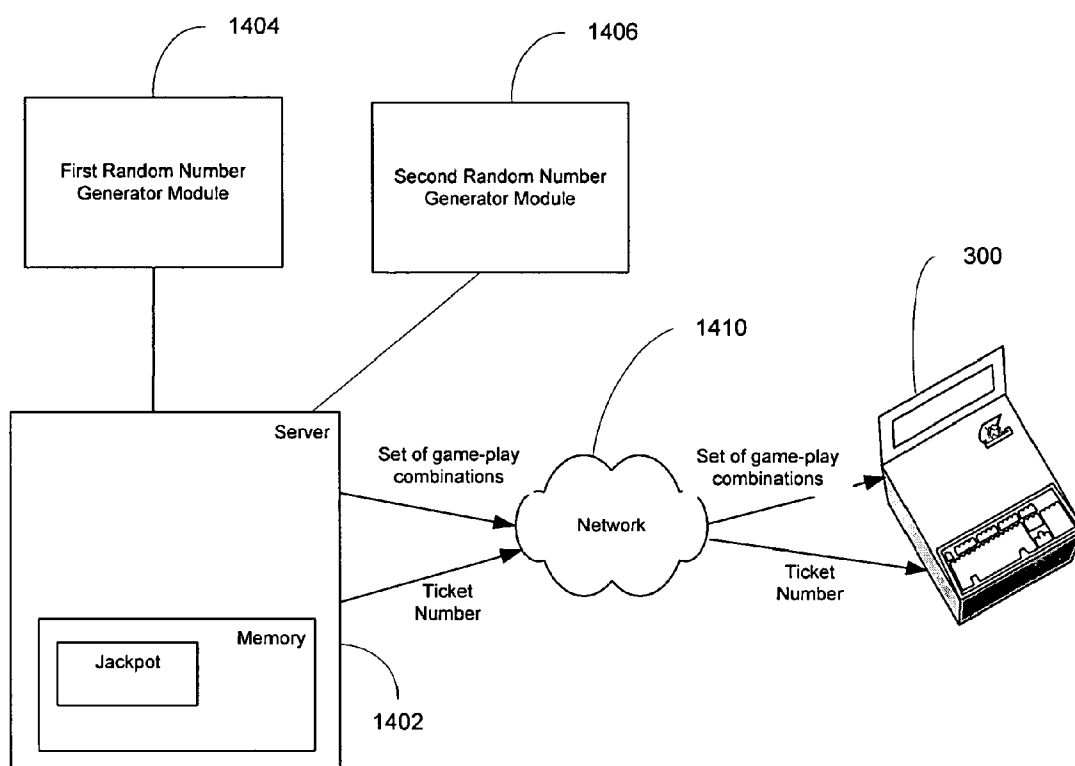 1404
1406
First Random Number
Generator Module
Second Random Number
Generator Module
300
1410
Server
Set of game-play
combinations
Set of game-play
combinations
Network
Ticket
Number
Ticket
Number
Memory
Jackpot
1402